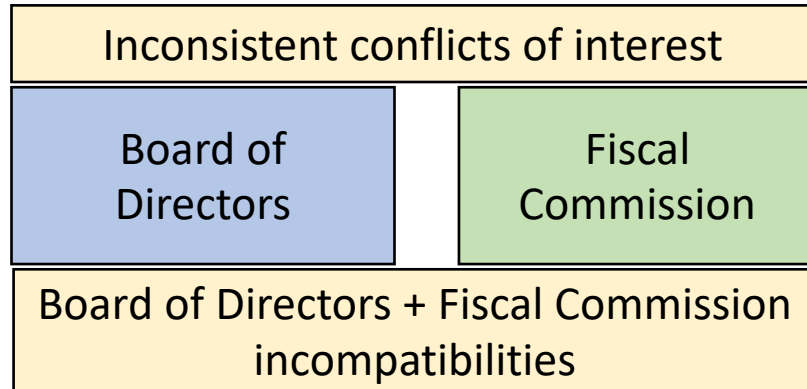 Inconsistent conflicts of interest
Board of
Directors
Fiscal
Commission
Board of Directors + Fiscal Commission
incompatibilities